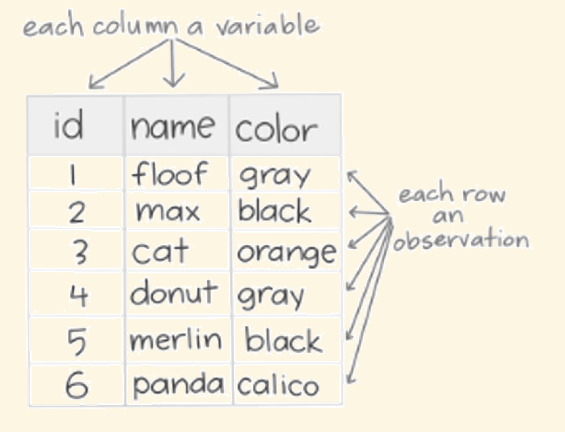 each column a variable
id name color
1 floof gray
2 max black
3 cat orange
4 donut gray
5 merlin black
6 panda calico
each row
an
observation